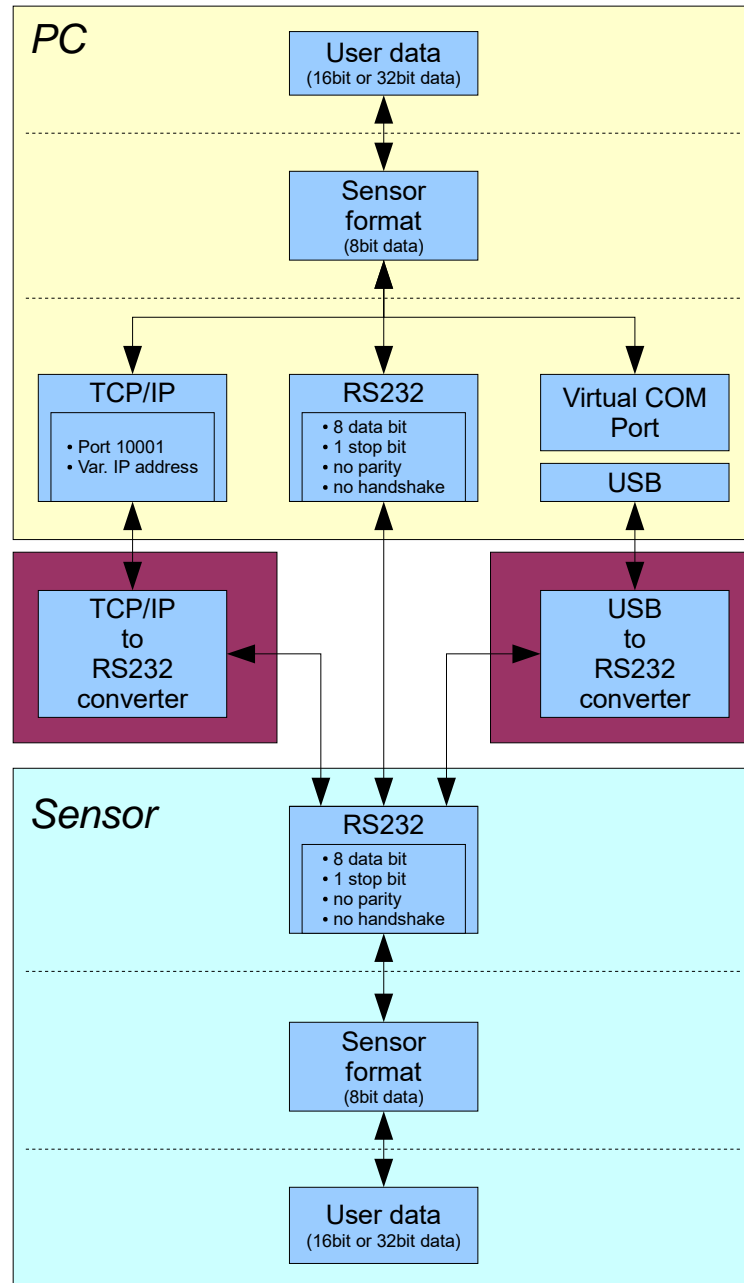 PC
User data
(16bit or 32bit data)
Sensor
format
(8bit data)
TCP/IP
• Port 10001
• Var. IP address
RS232
• 8 data bit
• 1 stop bit
• no parity
• no handshake
Virtual COM
Port
USB
TCP/IP
to
RS232
converter
USB
to
RS232
converter
Sensor
RS232
• 8 data bit
• 1 stop bit
• no parity
• no handshake
Sensor
format
(8bit data)
User data
(16bit or 32bit data)